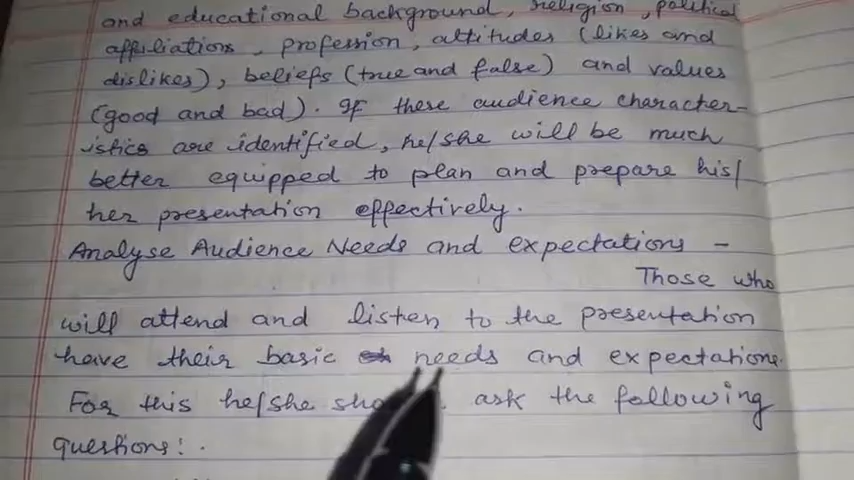 and educational background, religion, political
affiliations, profession, attitudes (likes and
dislikes), beliefs (true and false) and values
(good and bad). If these audience character-
istics are identified, he/she will be much
better equipped to plan and prepare his/
her presentation effectively.
Analyse Audience Needs and expectations -
Those who
will attend and listen to the presentation
have their basic needs and expectations.
For this he/she ask the following
questions:.